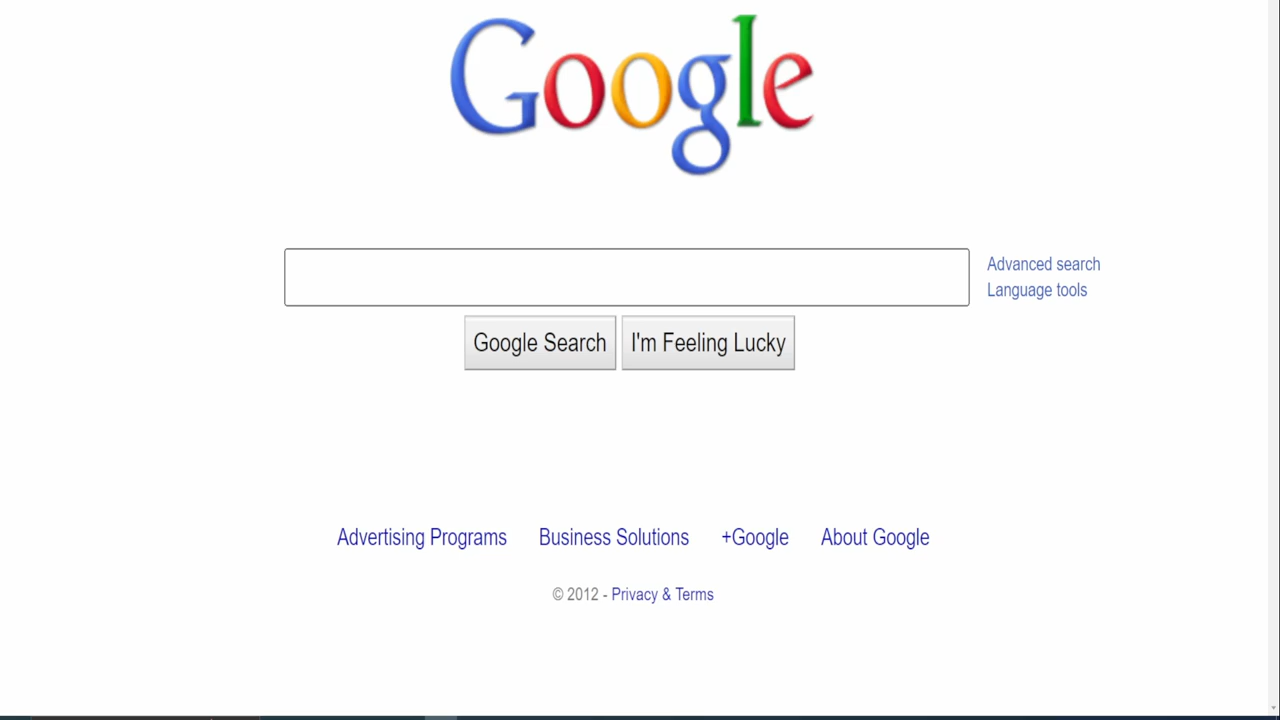 Google
Advanced search
Language tools
Google Search I'm Feeling Lucky
Advertising Programs Business Solutions +Google About Google
© 2012 - Privacy & Terms